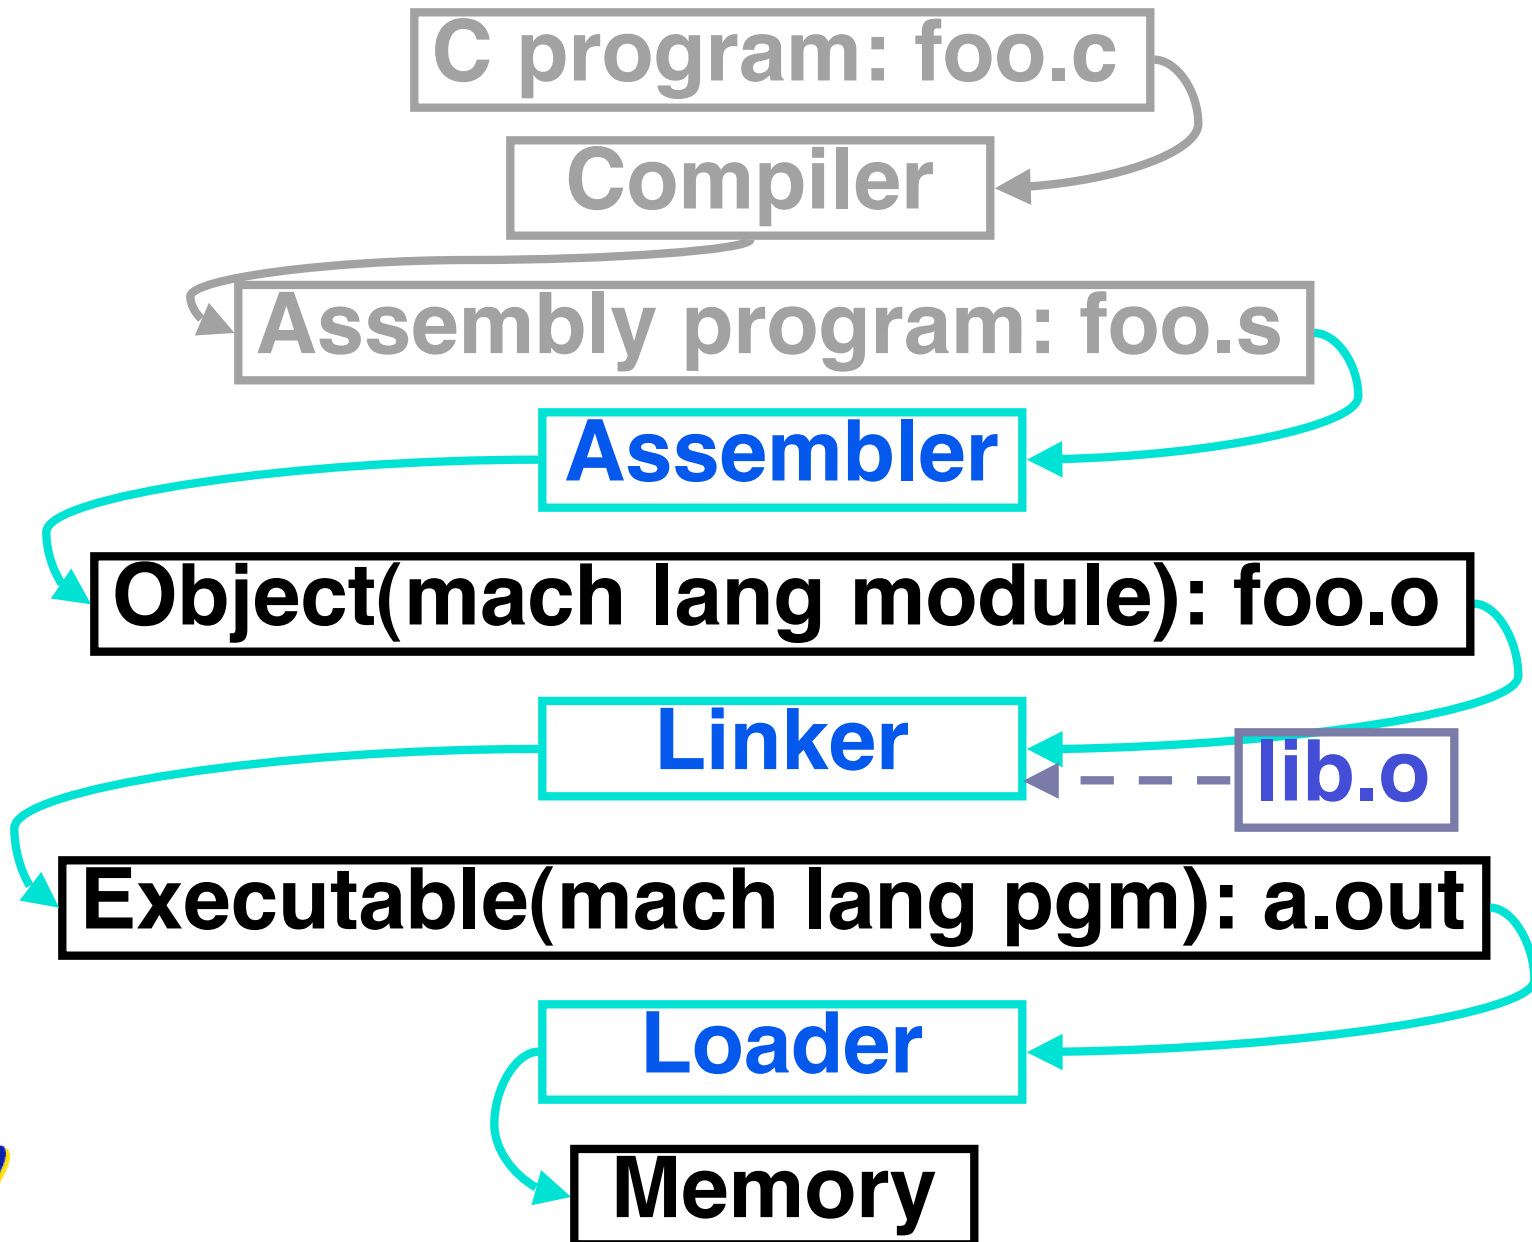 C program: foo.c
Compiler
Assembly program: foo.s
Assembler
Object(mach lang module): foo.o
Linker
lib.o
Executable(mach lang pgm): a.out
Loader
Memory